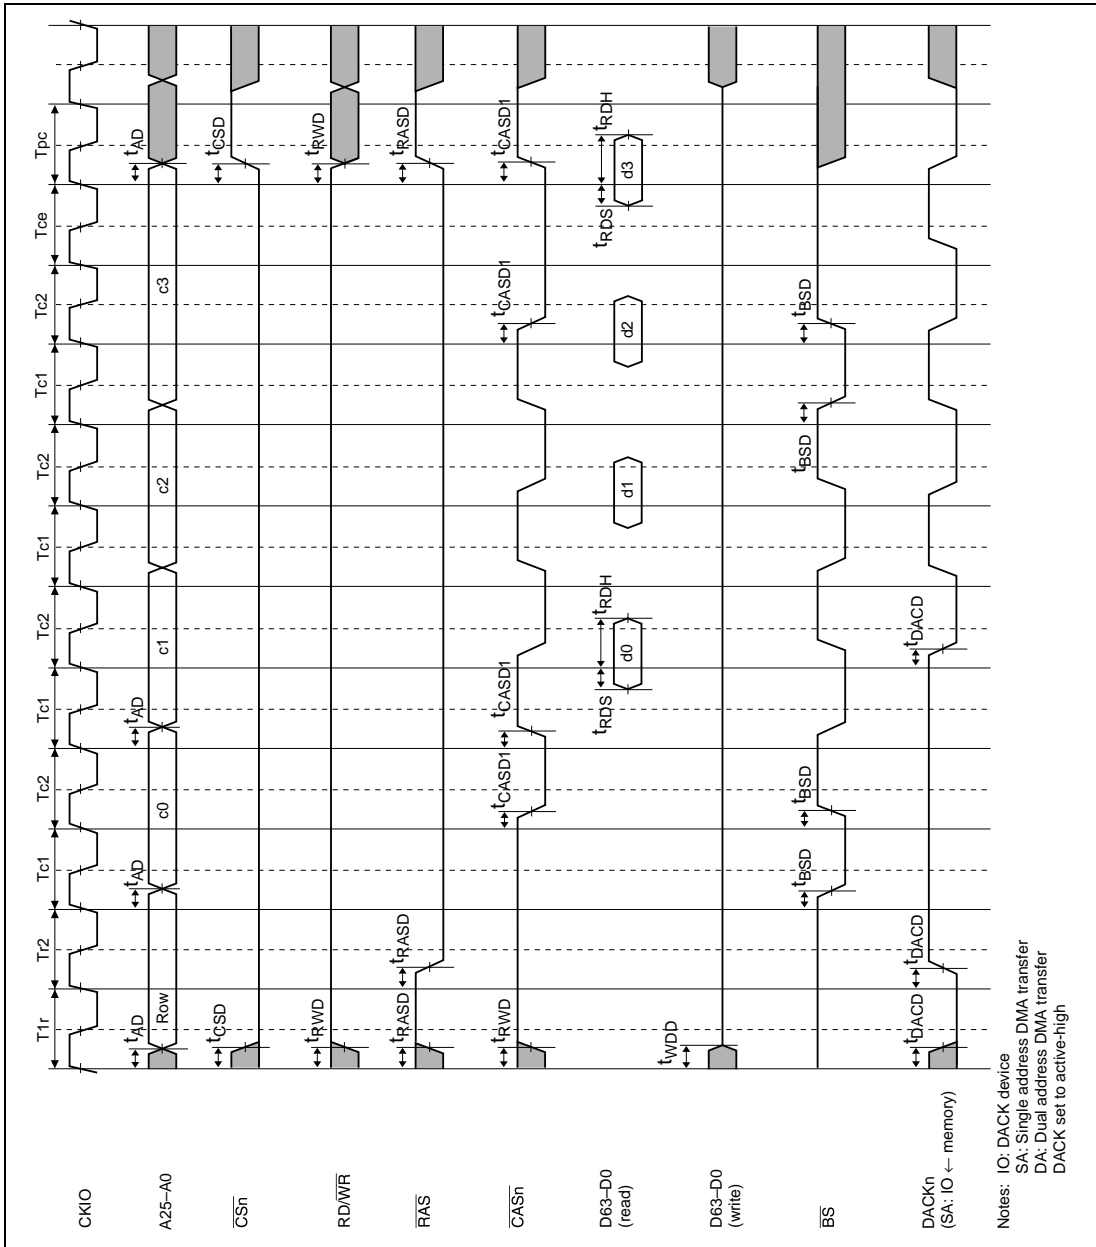 T1r Tr2 Tc1 Tc2 Tc1 Tc2 Tc1 Tc2 Tc1 Tc2 Tce Tpc
CKIO
tAD tAD tAD tAD
A25–A0 Row c0 c1 c2 c3
tCSD tCSD
CSn
tRWD tRWD
RD/WR
tRASD tRASD tRASD
RAS
tRWD tCASD1 tCASD1 tCASD1 tCASD1
CASn
tRDS tRDH tRDS tRDH
D63–D0 d0 d1 d2 d3
(read)
tWDD
D63–D0
(write)
tBSD tBSD tBSD tBSD
BS
tDACD tDACD tDACD
DACKn
(SA: IO ← memory)
Notes: IO: DACK device
SA: Single address DMA transfer
DA: Dual address DMA transfer
DACK set to active-high